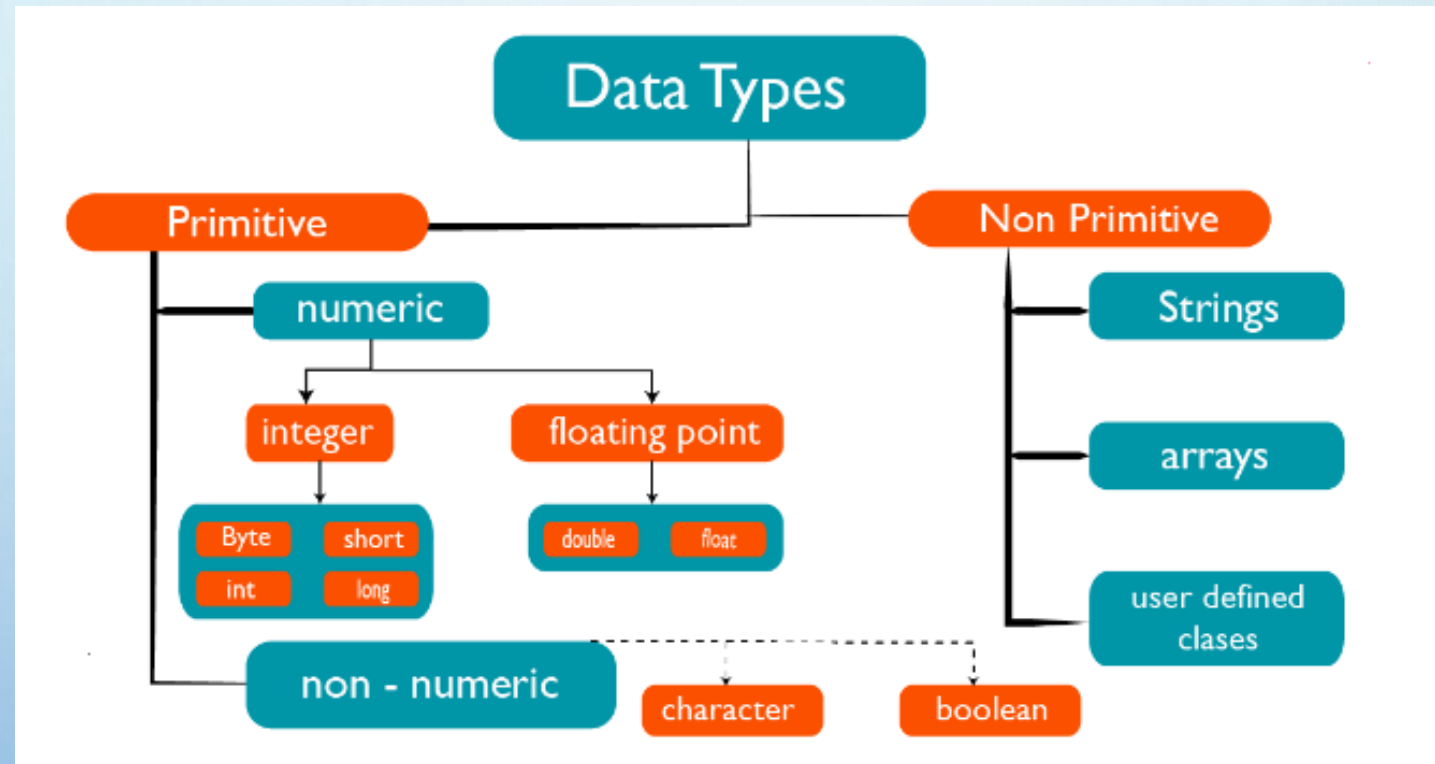 Data Types
Primitive
Non Primitive
numeric
Strings
integer
floating point
arrays
Byte
short
double
float
int
long
user defined
clases
non - numeric
character
boolean